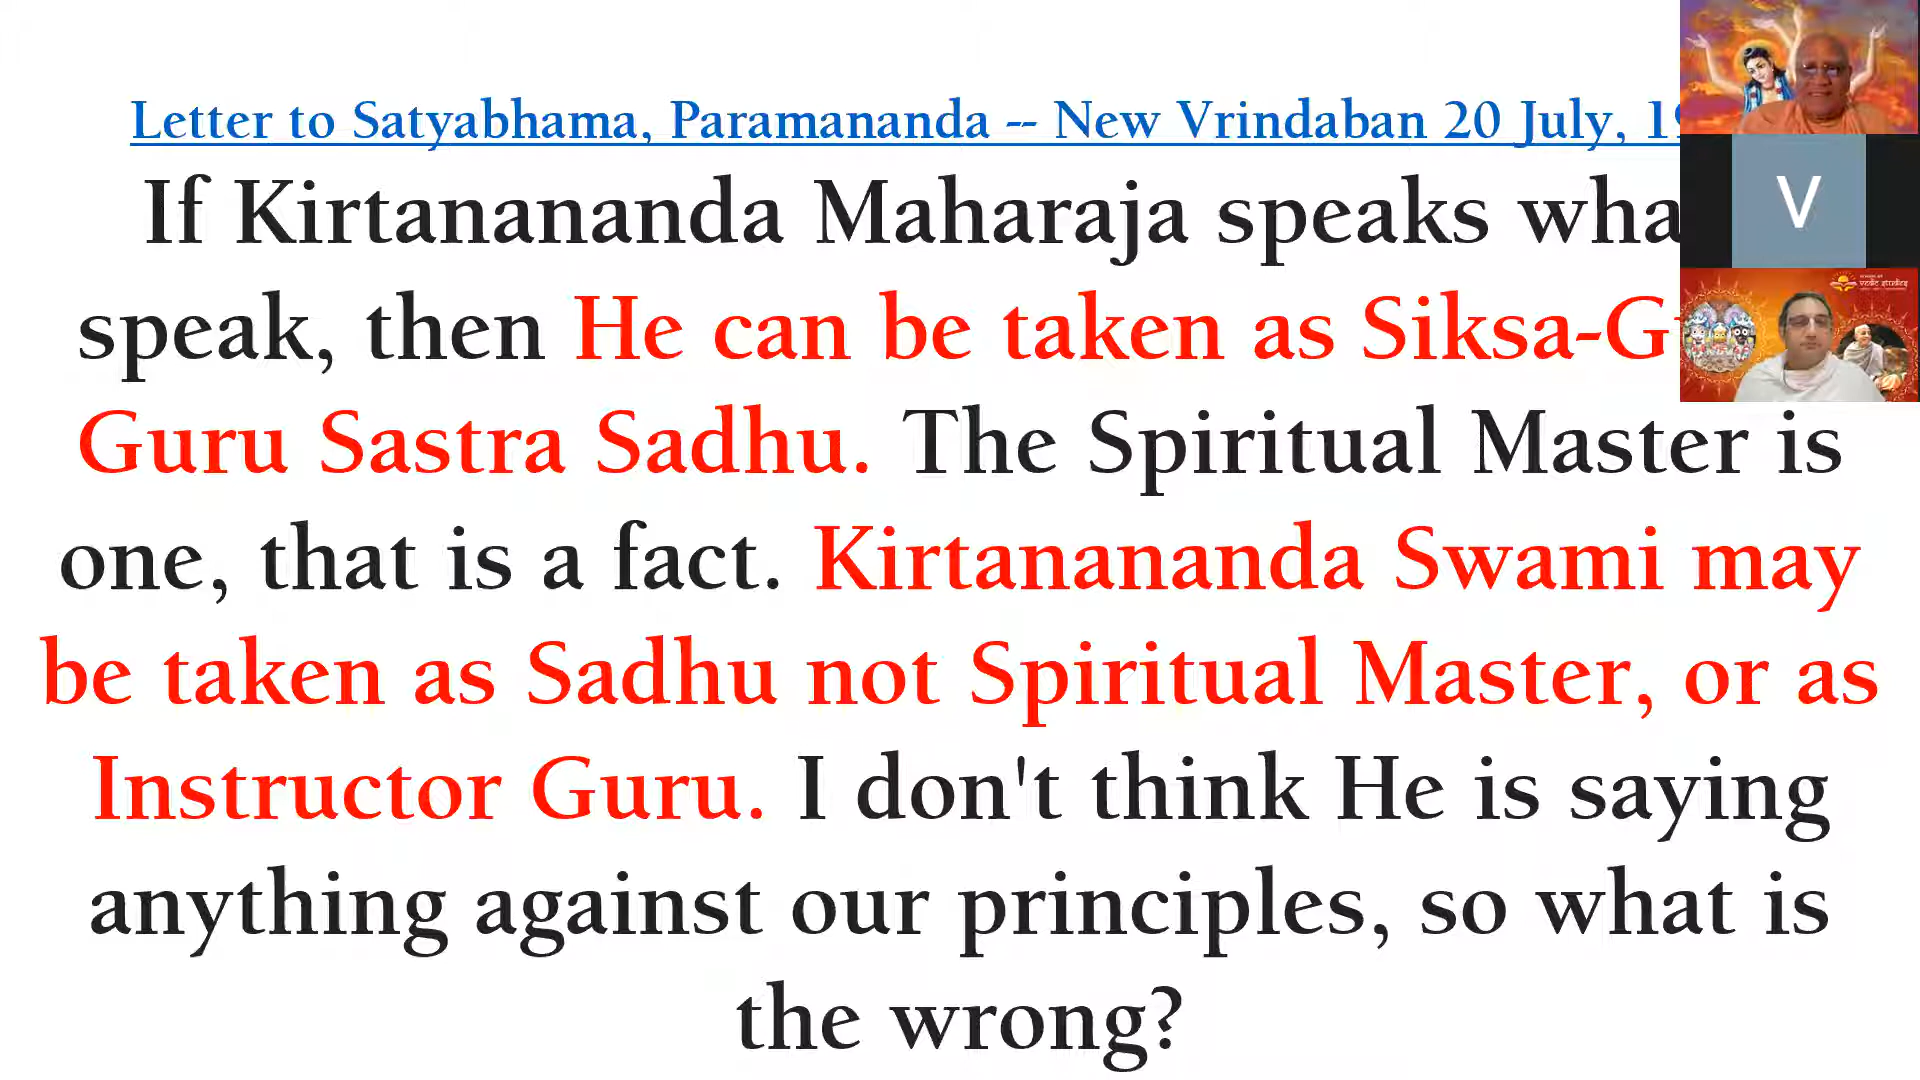 Letter to Satyabhama, Paramananda -- New Vrindaban 20 July,
If Kirtanananda Maharaja speaks
speak, then He can be taken as
Guru Sastra Sadhu. The Spiritual Master is
one, that is a fact. Kirtanananda Swami may
be taken as Sadhu not Spiritual Master, or as
Instructor Guru. I don't think He is saying
anything against our principles, so what is
the wrong?
V
vedic studies